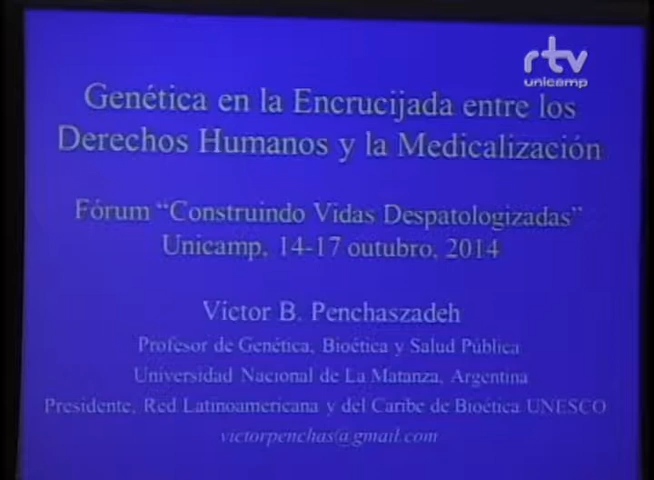 rtv
unicamp
Genética en la Encrucijada entre los
Derechos Humanos y la Medicalización
Fórum “Construindo Vidas Despatologizadas”
Unicamp, 14-17 outubro, 2014
Víctor B. Penchaszadeh
Profesor de Genética, Bioética y Salud Pública
Universidad Nacional de La Matanza, Argentina
Presidente, Red Latinoamericana y del Caribe de Bioética UNESCO
victorpenchas@gmail.com